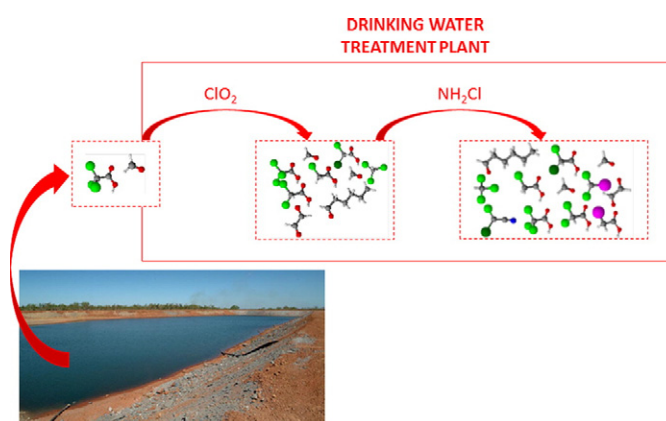 DRINKING WATER
TREATMENT PLANT
ClO₂
NH₂Cl